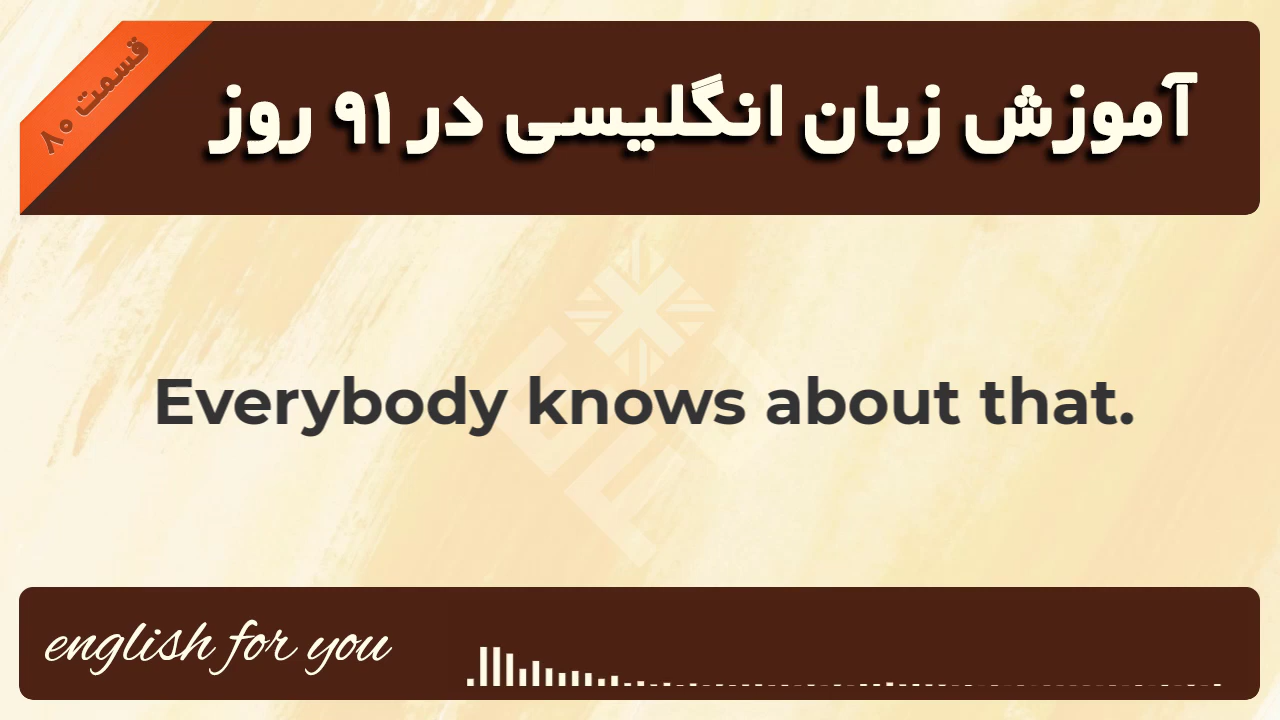 قسمت ۸۰
آموزش زبان انگلیسی در ۹۱ روز
Everybody knows about that.
english for you